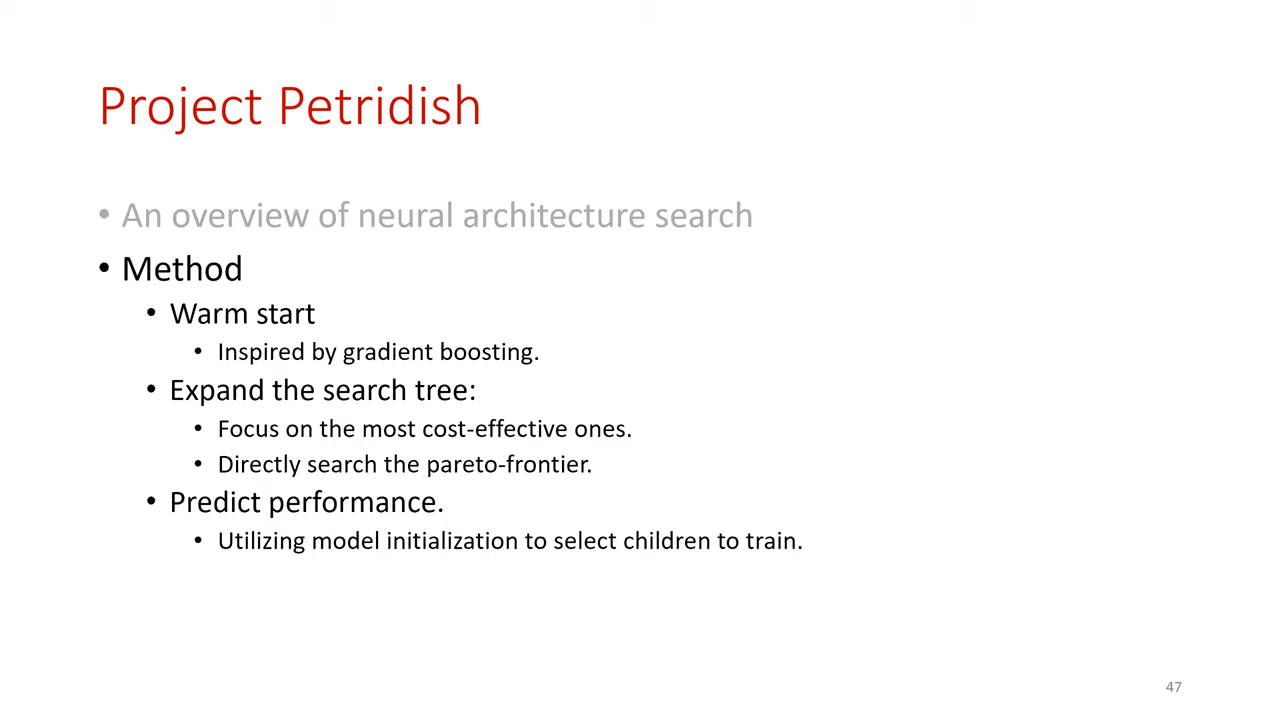 Project Petridish
• An overview of neural architecture search
• Method
• Warm start
• Inspired by gradient boosting.
• Expand the search tree:
• Focus on the most cost-effective ones.
• Directly search the pareto-frontier.
• Predict performance.
• Utilizing model initialization to select children to train.
47